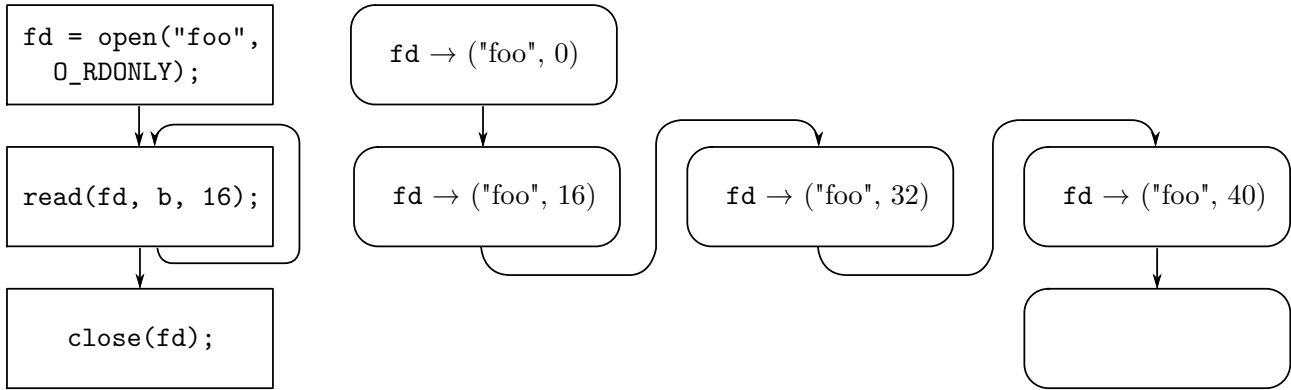 fd = open("foo",
O_RDONLY);
fd → ("foo", 0)
read(fd, b, 16);
fd → ("foo", 16)
fd → ("foo", 32)
fd → ("foo", 40)
close(fd);